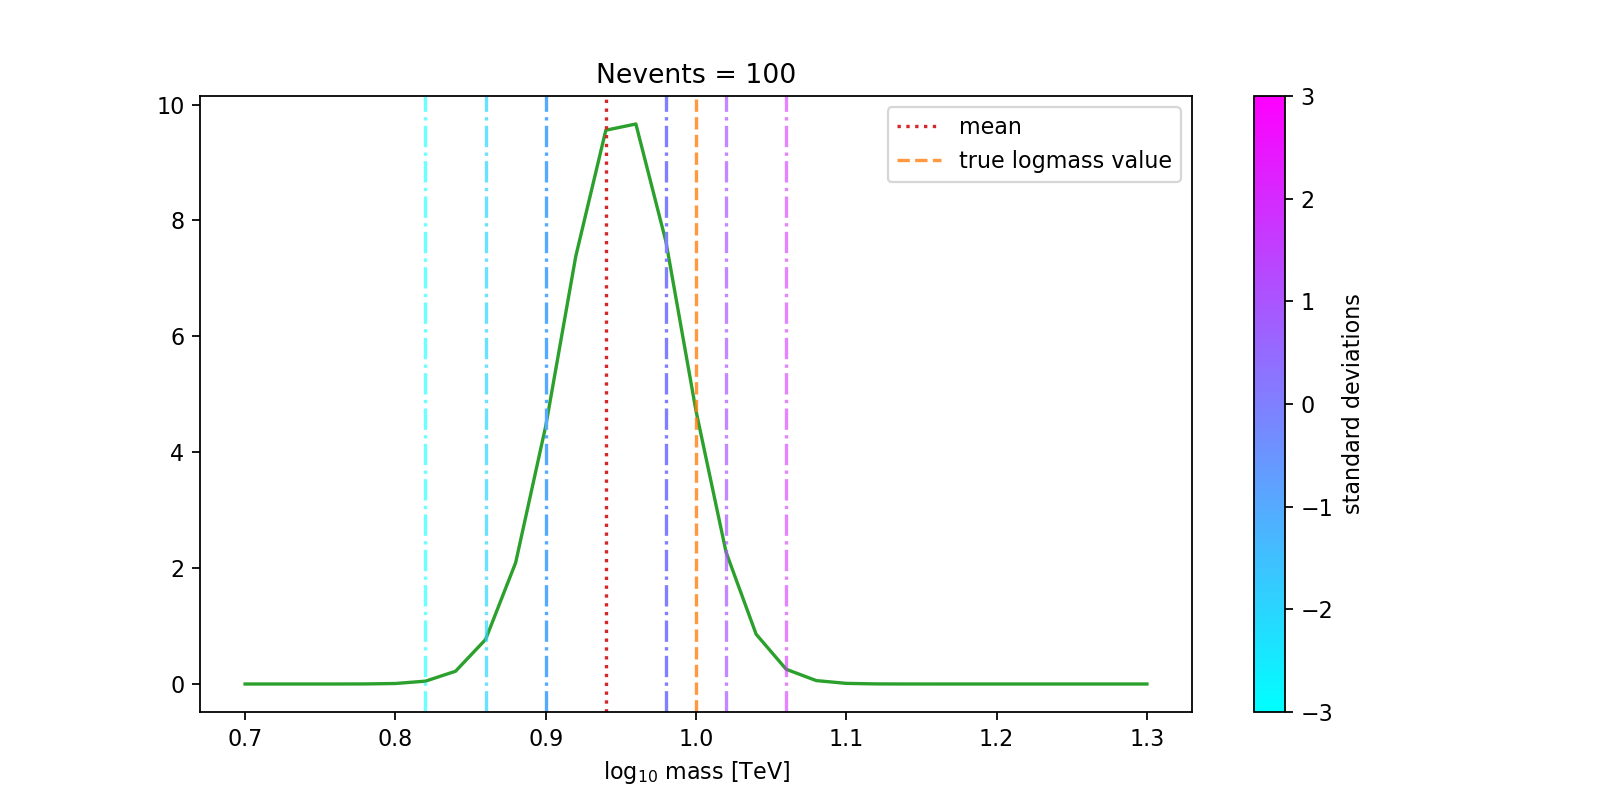 Nevents = 100
10
8
6
4
2
0
0.7 0.8 0.9 1.0 1.1 1.2 1.3
log₁₀ mass [TeV]
mean
true logmass value
3
2
1
0
−1
−2
−3
standard deviations